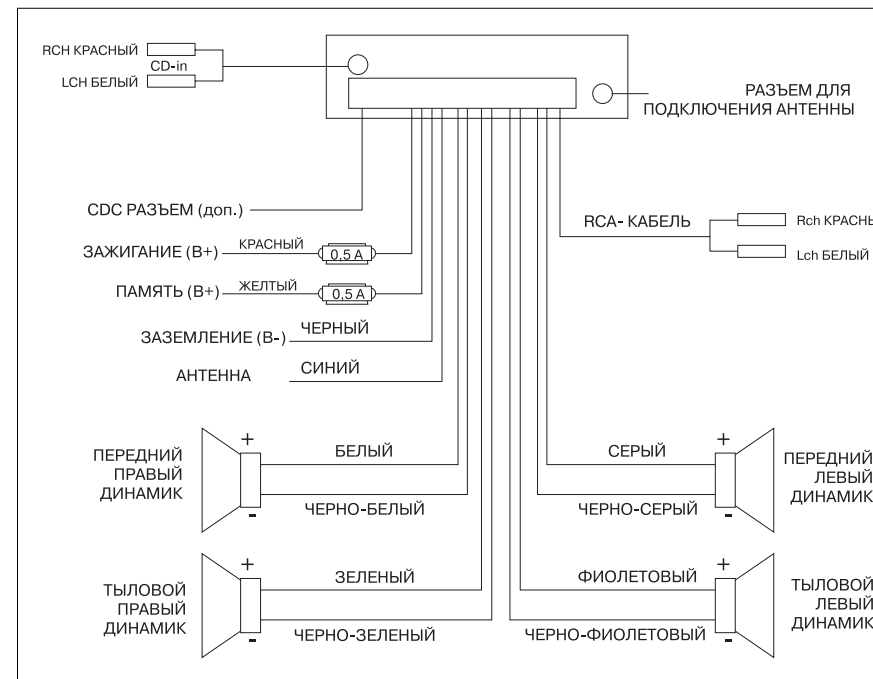 RCH КРАСНЫЙ
CD-in
LCH БЕЛЫЙ
РАЗЪЕМ ДЛЯ
ПОДКЛЮЧЕНИЯ АНТЕННЫ
CDC РАЗЪЕМ (доп.)
RCA- КАБЕЛЬ
Rch КРАСНЫ
Lch БЕЛЫЙ
ЗАЖИГАНИЕ (В+)
КРАСНЫЙ
0,5 А
ПАМЯТЬ (В+)
ЖЕЛТЫЙ
0,5 А
ЗАЗЕМЛЕНИЕ (В-)
ЧЕРНЫЙ
АНТЕННА
СИНИЙ
ПЕРЕДНИЙ
ПРАВЫЙ
ДИНАМИК
+
-
БЕЛЫЙ
ЧЕРНО-БЕЛЫЙ
СЕРЫЙ
ЧЕРНО-СЕРЫЙ
+
-
ПЕРЕДНИЙ
ЛЕВЫЙ
ДИНАМИК
ТЫЛОВОЙ
ПРАВЫЙ
ДИНАМИК
+
-
ЗЕЛЕНЫЙ
ЧЕРНО-ЗЕЛЕНЫЙ
ФИОЛЕТОВЫЙ
ЧЕРНО-ФИОЛЕТОВЫЙ
+
-
ТЫЛОВОЙ
ЛЕВЫЙ
ДИНАМИК